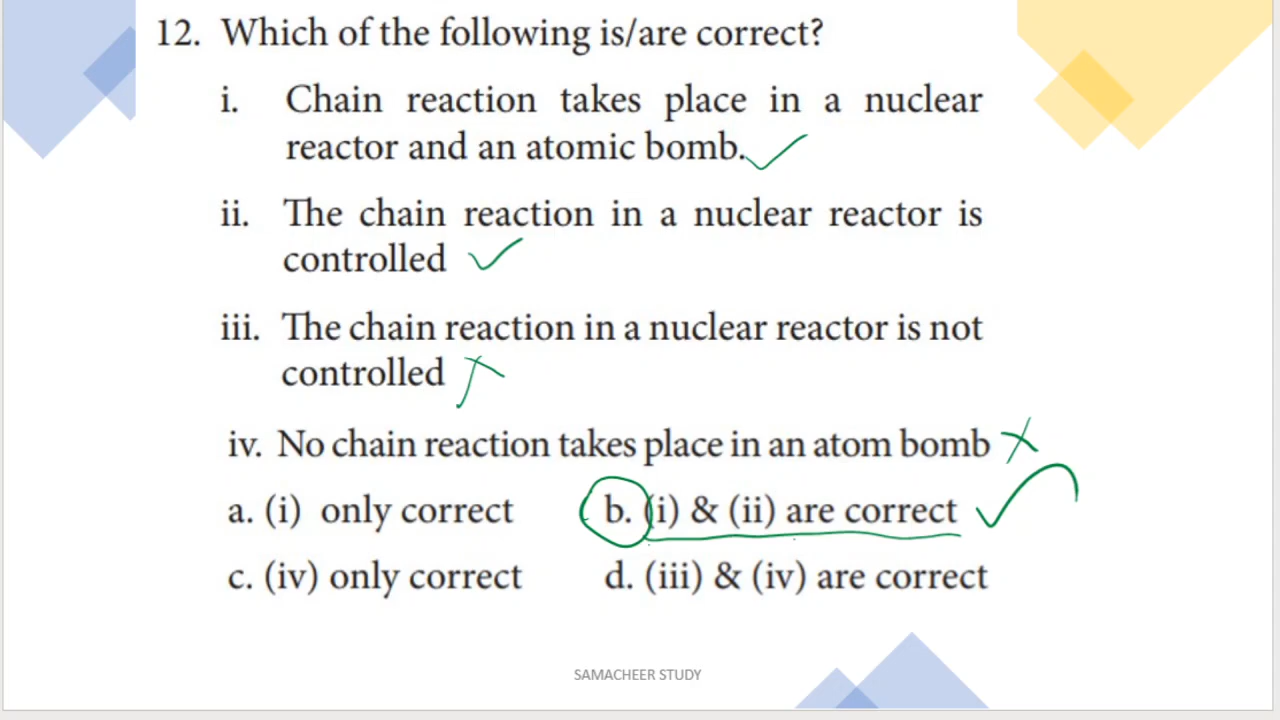 12. Which of the following is/are correct?
i. Chain reaction takes place in a nuclear
reactor and an atomic bomb.
ii. The chain reaction in a nuclear reactor is
controlled
iii. The chain reaction in a nuclear reactor is not
controlled
iv. No chain reaction takes place in an atom bomb
a. (i) only correct b. (i) & (ii) are correct
c. (iv) only correct d. (iii) & (iv) are correct
SAMACHEER STUDY